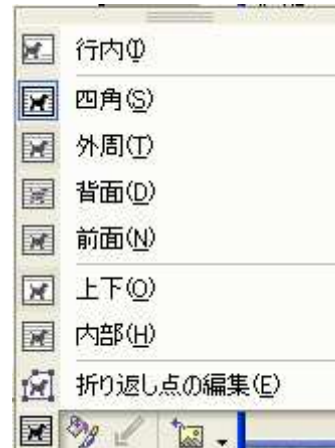 行内(I)
四角(S)
外周(T)
背面(D)
前面(N)
上下(O)
内部(H)
折り返し点の編集(E)